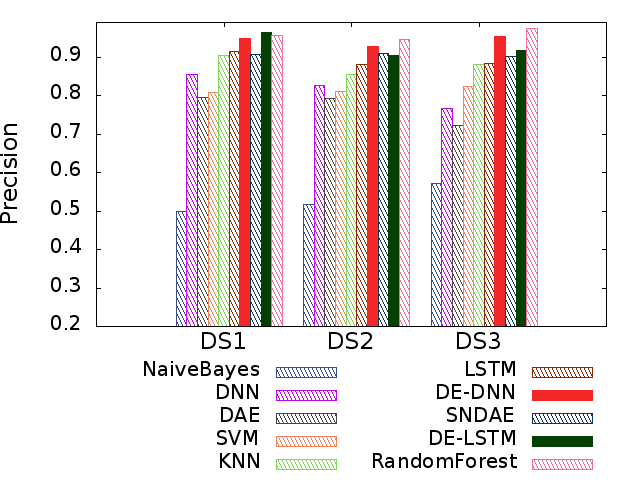 Precision
0.9
0.8
0.7
0.6
0.5
0.4
0.3
0.2
DS1 DS2 DS3
NaiveBayes LSTM
DNN DE-DNN
DAE SNDAE
SVM DE-LSTM
KNN RandomForest